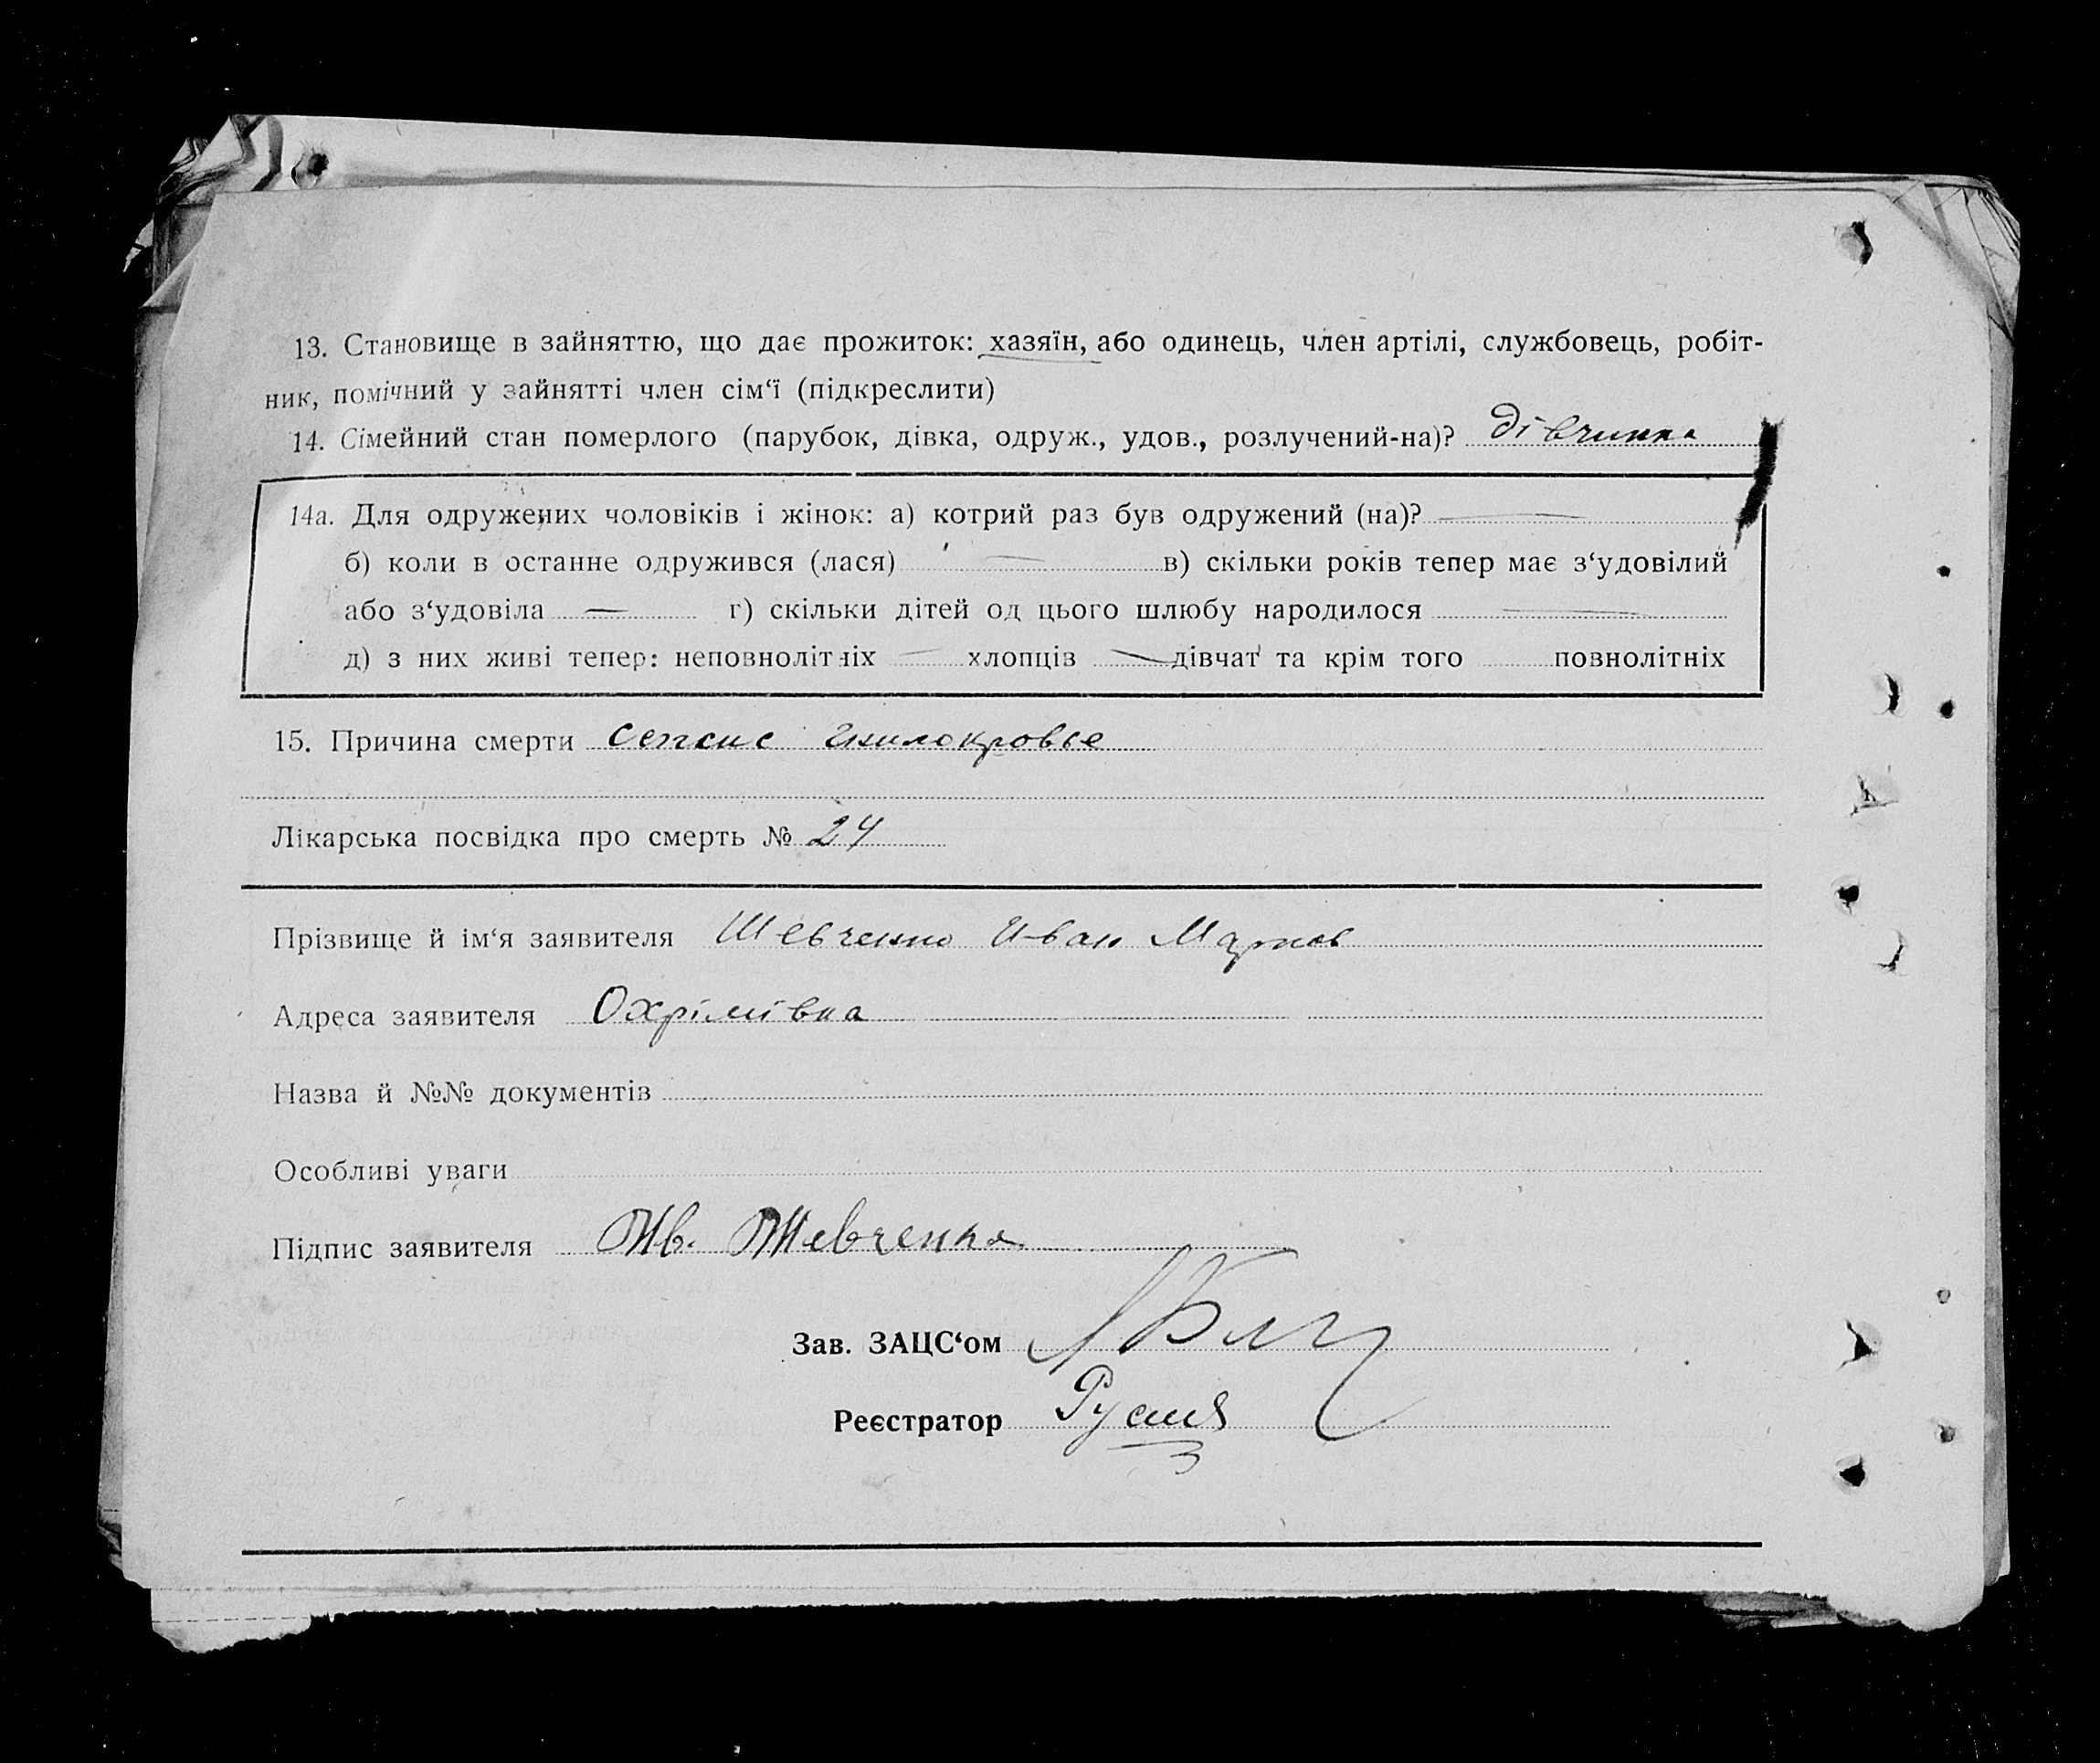 13. Становище в зайняттю, що дає прожиток: хазяїн, або одинець, член артілі, службовець, робіт-
ник, помічний у зайнятті член сім‘ї (підкреслити)
14. Сімейний стан померлого (парубок, дівка, одруж., удов., розлучений-на)? дівчинка
14а. Для одружених чоловіків і жінок: а) котрий раз був одружений (на)? —
б) коли в останне одружився (лася) — в) скільки років тепер має з‘удовілий
або з‘удовіла — г) скільки дітей од цього шлюбу народилося —
д) з них живі тепер: неповнолітніх — хлопців — дівчат та крім того повнолітніх
15. Причина смерти сепсис гнилокровье
Лікарська посвідка про смерть № 24
Прізвище й ім‘я заявителя Шевченко Иван Марков
Адреса заявителя Охрімівка
Назва й №№ документів
Особливі уваги
Підпис заявителя Ив. Шевченко
Зав. ЗАЦС‘ом
Реєстратор